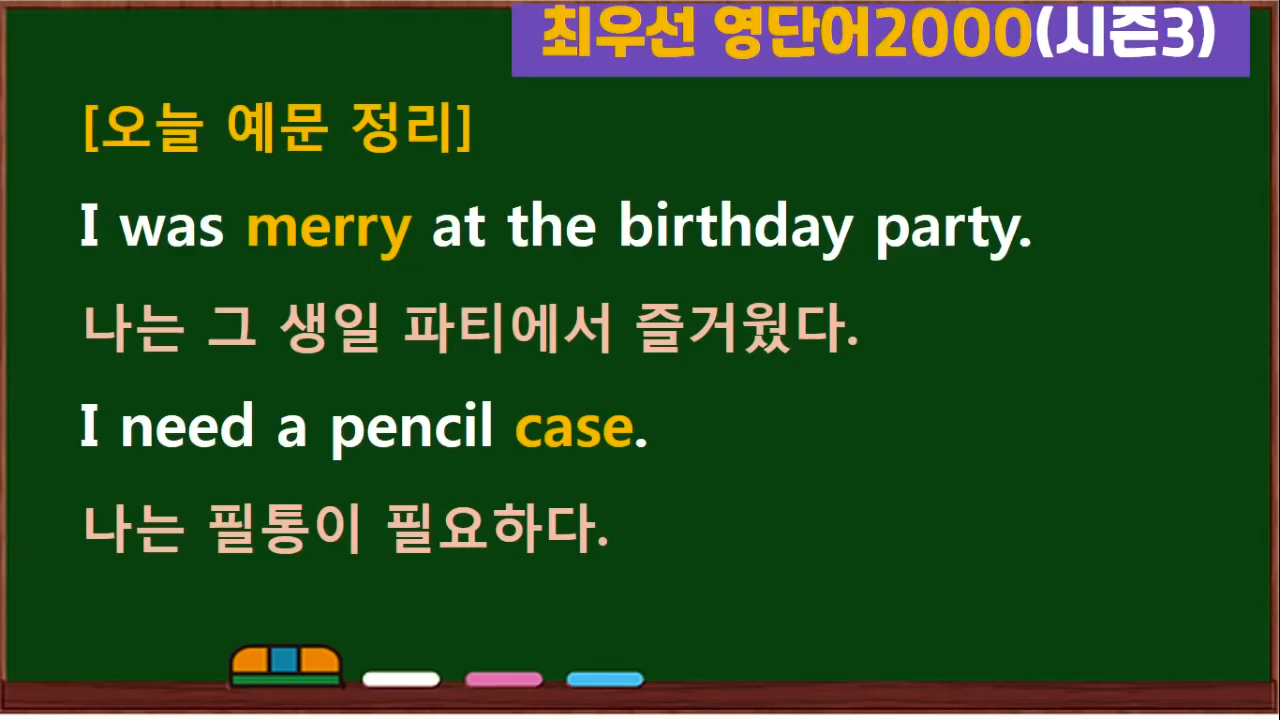 최우선 영단어2000(시즌3)
[오늘 예문 정리]
I was merry at the birthday party.
나는 그 생일 파티에서 즐거웠다.
I need a pencil case.
나는 필통이 필요하다.